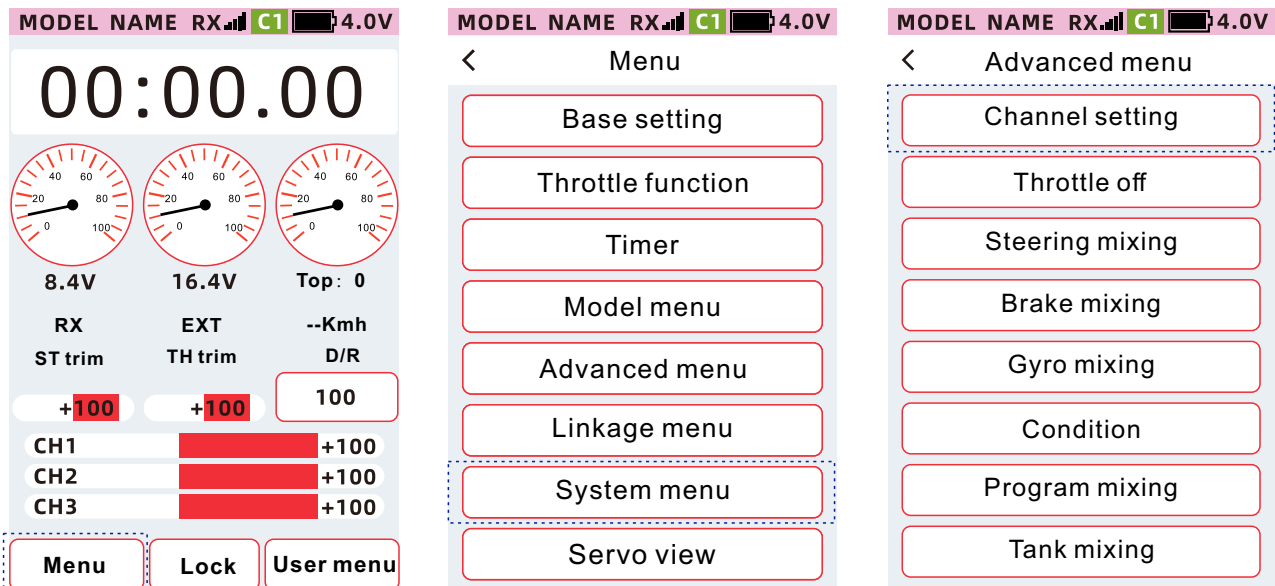 MODEL NAME RX C1 4.0V
00:00.00
40 60
20 80
0 100
40 60
20 80
0 100
40 60
20 80
0 100
8.4V 16.4V Top: 0
RX EXT --Kmh
ST trim TH trim D/R
+100 +100 100
CH1 +100
CH2 +100
CH3 +100
Menu Lock User menu
MODEL NAME RX C1 4.0V
< Menu
Base setting
Throttle function
Timer
Model menu
Advanced menu
Linkage menu
System menu
Servo view
MODEL NAME RX C1 4.0V
< Advanced menu
Channel setting
Throttle off
Steering mixing
Brake mixing
Gyro mixing
Condition
Program mixing
Tank mixing